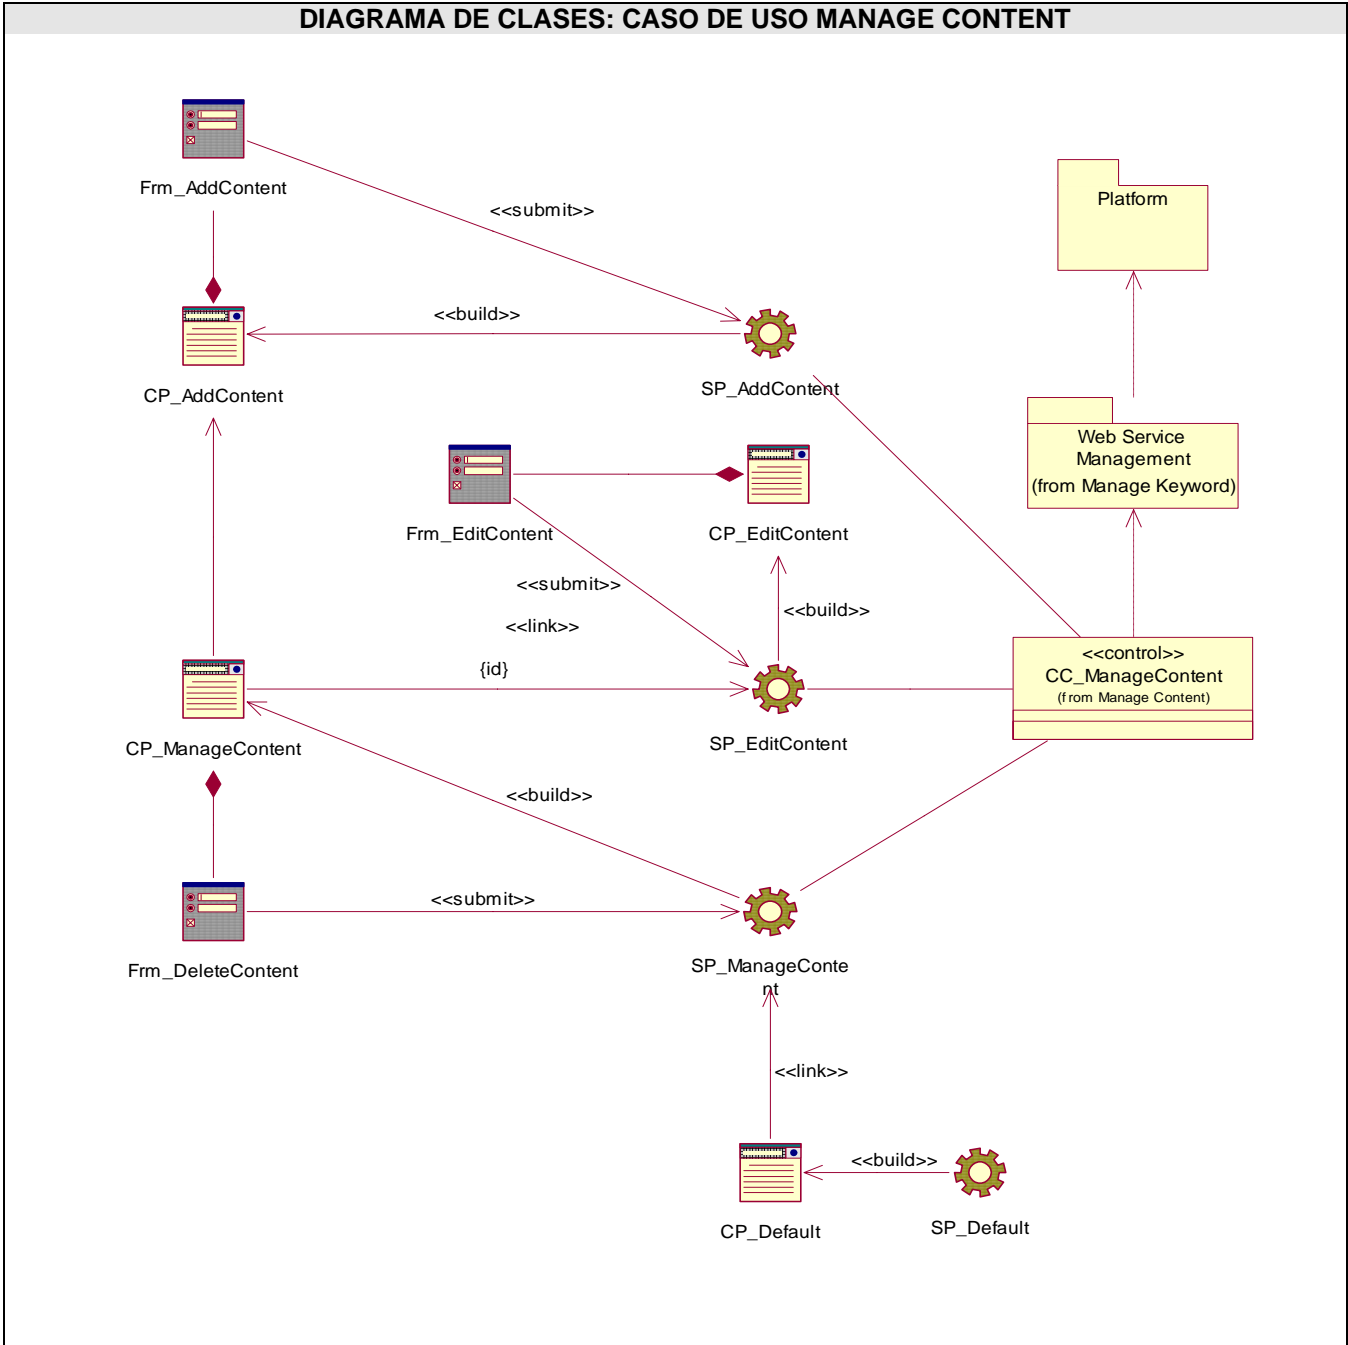 DIAGRAMA DE CLASES: CASO DE USO MANAGE CONTENT
Frm_AddContent
<<submit>>
Platform
<<build>>
CP_AddContent
SP_AddContent
Web Service
Management
(from Manage Keyword)
Frm_EditContent
CP_EditContent
<<submit>>
<<build>>
<<link>>
{id}
<<control>>
CC_ManageContent
(from Manage Content)
CP_ManageContent
SP_EditContent
<<build>>
<<submit>>
Frm_DeleteContent
SP_ManageConte
nt
<<link>>
<<build>>
CP_Default
SP_Default